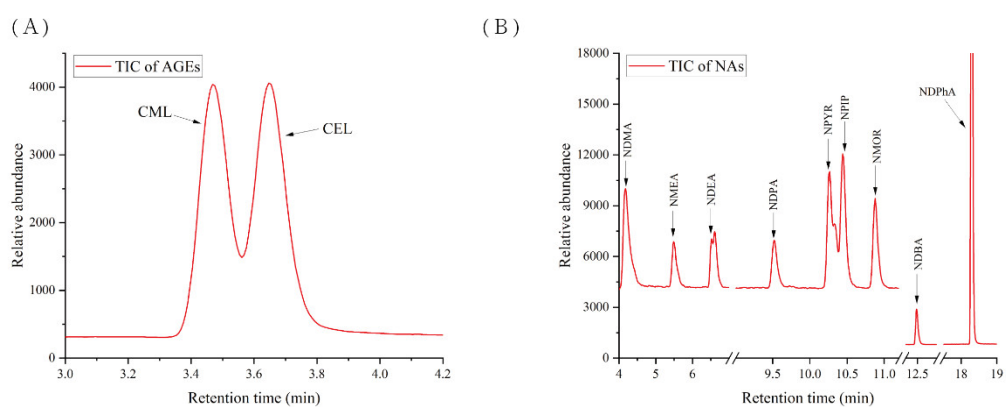 (A)
TIC of AGEs
CML
CEL
Relative abundance
4000
3000
2000
1000
0
3.0 3.2 3.4 3.6 3.8 4.0 4.2
Retention time (min)
(B)
TIC of NAs
NDMA
NMEA
NDEA
NDPA
NPYR
NPIP
NMOR
NDBA
NDPhA
Relative abundance
18000
15000
12000
9000
6000
3000
0
4 5 6 9.5 10.0 10.5 11.0 12.5 18 19
Retention time (min)